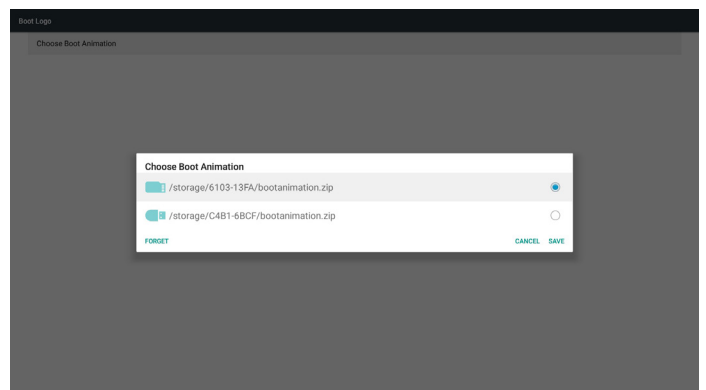 Boot Logo
Choose Boot Animation
Choose Boot Animation
/storage/6103-13FA/bootanimation.zip
/storage/C4B1-6BCF/bootanimation.zip
FORGET CANCEL SAVE